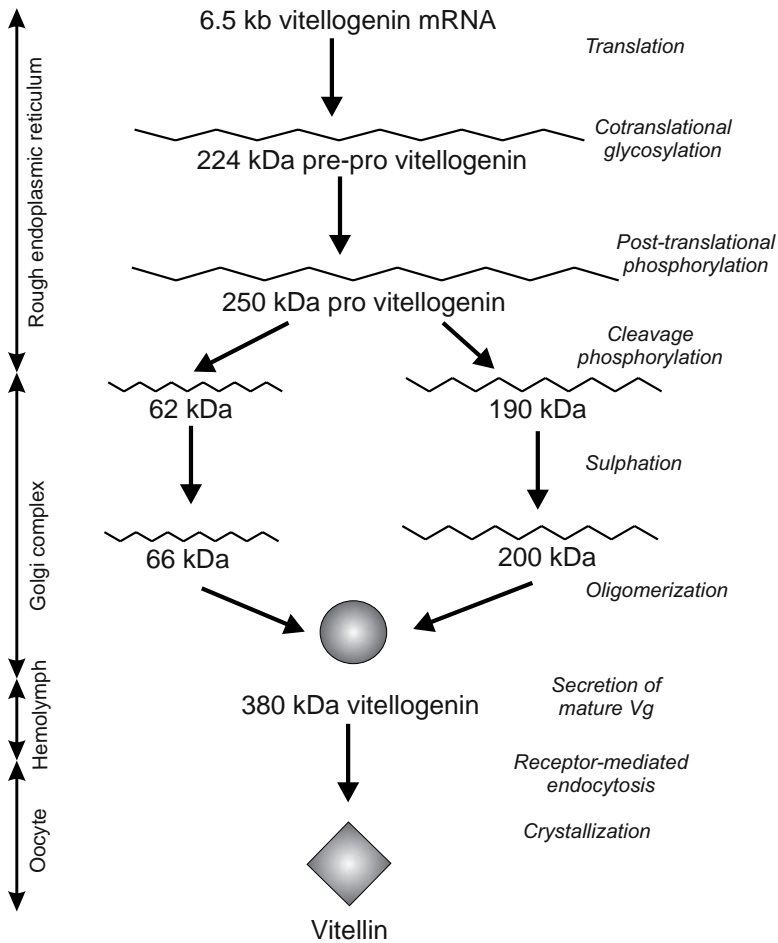 6.5 kb vitellogenin mRNA
Translation
Cotranslational
glycosylation
224 kDa pre-pro vitellogenin
Post-translational
phosphorylation
250 kDa pro vitellogenin
Cleavage
phosphorylation
62 kDa
190 kDa
Sulphation
66 kDa
200 kDa
Oligomerization
380 kDa vitellogenin
Secretion of
mature Vg
Receptor-mediated
endocytosis
Crystallization
Vitellin
Rough endoplasmic reticulum
Golgi complex
Hemolymph
Oocyte